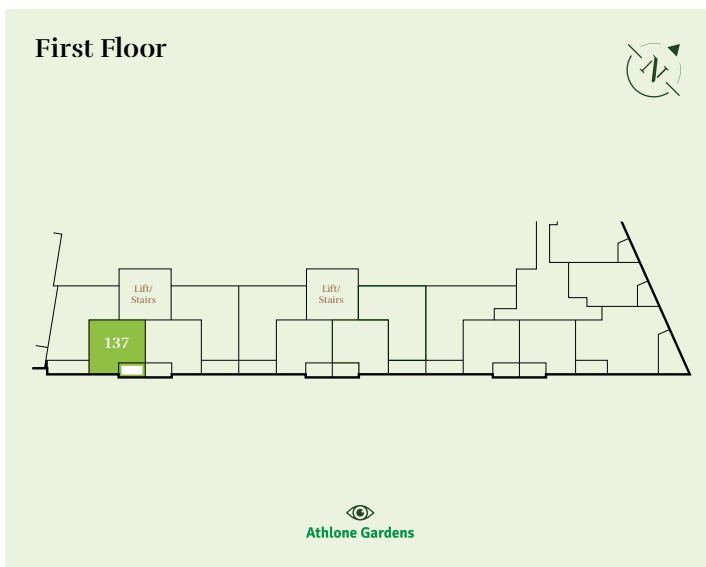 First Floor
N
Lift/
Stairs
Lift/
Stairs
137
Athlone Gardens